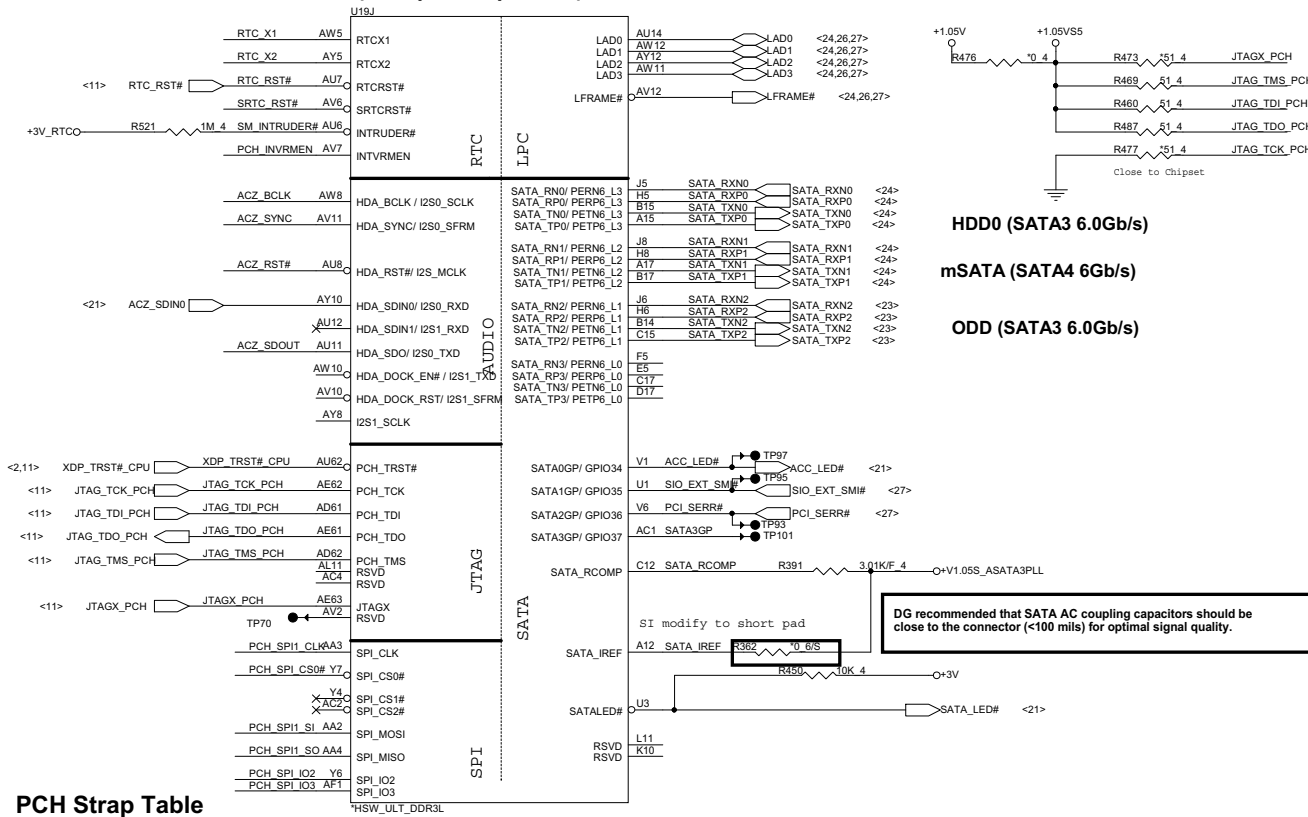 U19J
RTC_X1 AW5 RTCX1
RTC_X2 AY5 RTCX2
<11> RTC_RST# RTC_RST# AU7 RTCRST#
SRTC_RST# AV6 SRTCRST#
+3V_RTC R521 1M_4 SM_INTRUDER# AU6 INTRUDER#
PCH_INVRMEN AV7 INTVRMEN
RTC
LPC
LAD0 AU14 LAD0 <24,26,27>
LAD1 AW12 LAD1 <24,26,27>
LAD2 AY12 LAD2 <24,26,27>
LAD3 AW11 LAD3 <24,26,27>
LFRAME# AV12 LFRAME# <24,26,27>
+1.05V +1.05VS5
R476 *0_4
R473 *51_4 JTAGX_PCH
R469 51_4 JTAG_TMS_PCH
R460 51_4 JTAG_TDI_PCH
R487 51_4 JTAG_TDO_PCH
R477 *51_4 JTAG_TCK_PCH
Close to Chipset
ACZ_BCLK AW8 HDA_BCLK / I2S0_SCLK
ACZ_SYNC AV11 HDA_SYNC/ I2S0_SFRM
ACZ_RST# AU8 HDA_RST#/ I2S_MCLK
<21> ACZ_SDIN0 AY10 HDA_SDIN0/ I2S0_RXD
AU12 HDA_SDIN1/ I2S1_RXD
ACZ_SDOUT AU11 HDA_SDO/ I2S0_TXD
AW10 HDA_DOCK_EN# / I2S1_TXD
AV10 HDA_DOCK_RST/ I2S1_SFRM
AY8 I2S1_SCLK
AUDIO
SATA_RN0/ PERN6_L3 J5 SATA_RXN0 SATA_RXN0 <24>
SATA_RP0/ PERP6_L3 H5 SATA_RXP0 SATA_RXP0 <24>
SATA_TN0/ PETN6_L3 B15 SATA_TXN0 SATA_TXN0 <24>
SATA_TP0/ PETP6_L3 A15 SATA_TXP0 SATA_TXP0 <24>
HDD0 (SATA3 6.0Gb/s)
SATA_RN1/ PERN6_L2 J8 SATA_RXN1 SATA_RXN1 <24>
SATA_RP1/ PERP6_L2 H8 SATA_RXP1 SATA_RXP1 <24>
SATA_TN1/ PETN6_L2 A17 SATA_TXN1 SATA_TXN1 <24>
SATA_TP1/ PETP6_L2 B17 SATA_TXP1 SATA_TXP1 <24>
mSATA (SATA4 6Gb/s)
SATA_RN2/ PERN6_L1 J6 SATA_RXN2 SATA_RXN2 <23>
SATA_RP2/ PERP6_L1 H6 SATA_RXP2 SATA_RXP2 <23>
SATA_TN2/ PETN6_L1 B14 SATA_TXN2 SATA_TXN2 <23>
SATA_TP2/ PETP6_L1 C15 SATA_TXP2 SATA_TXP2 <23>
ODD (SATA3 6.0Gb/s)
SATA_RN3/ PERN6_L0 F5
SATA_RP3/ PERP6_L0 E5
SATA_TN3/ PETN6_L0 C17
SATA_TP3/ PETP6_L0 D17
<2,11> XDP_TRST#_CPU XDP_TRST#_CPU AU62 PCH_TRST#
<11> JTAG_TCK_PCH JTAG_TCK_PCH AE62 PCH_TCK
<11> JTAG_TDI_PCH JTAG_TDI_PCH AD61 PCH_TDI
<11> JTAG_TDO_PCH JTAG_TDO_PCH AE61 PCH_TDO
<11> JTAG_TMS_PCH JTAG_TMS_PCH AD62 PCH_TMS
AL11 RSVD
AC4 RSVD
<11> JTAGX_PCH JTAGX_PCH AE63 JTAGX
TP70 AV2 RSVD
JTAG
SATA
SATA0GP/ GPIO34 V1 ACC_LED# TP97 ACC_LED# <21>
SATA1GP/ GPIO35 U1 SIO_EXT_SMI# TP95 SIO_EXT_SMI# <27>
SATA2GP/ GPIO36 V6 PCI_SERR# PCI_SERR# <27>
TP93
SATA3GP/ GPIO37 AC1 SATA3GP TP101
SATA_RCOMP C12 SATA_RCOMP R391 3.01K/F_4 +V1.05S_ASATA3PLL
DG recommended that SATA AC coupling capacitors should be
close to the connector (<100 mils) for optimal signal quality.
SI modify to short pad
SATA_IREF A12 SATA_IREF R362 *0_6/S
R450 10K_4 +3V
SATALED# U3 SATA_LED# <21>
RSVD L11
RSVD K10
PCH_SPI1_CLK AA3 SPI_CLK
PCH_SPI_CS0# Y7 SPI_CS0#
Y4 SPI_CS1#
AC2 SPI_CS2#
PCH_SPI1_SI AA2 SPI_MOSI
PCH_SPI1_SO AA4 SPI_MISO
PCH_SPI_IO2 Y6 SPI_IO2
PCH_SPI_IO3 AF1 SPI_IO3
SPI
*HSW_ULT_DDR3L
PCH Strap Table